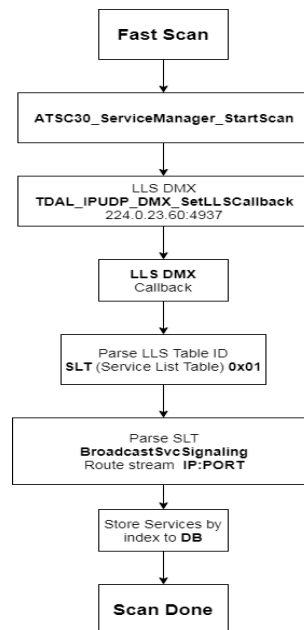 Fast Scan
ATSC30_ServiceManager_StartScan
LLS DMX
TDAL_IPUDP_DMX_SetLLSCallback
224.0.23.60:4937
LLS DMX
Callback
Parse LLS Table ID
SLT (Service List Table) 0x01
Parse SLT
BroadcastSvcSignaling
Route stream IP:PORT
Store Services by
index to DB
Scan Done